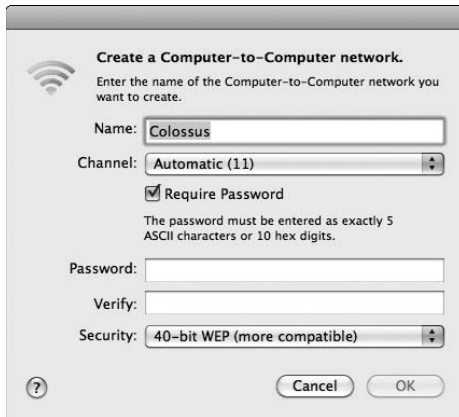 Create a Computer-to-Computer network.
Enter the name of the Computer-to-Computer network you
want to create.
Name: Colossus
Channel: Automatic (11)
Require Password
The password must be entered as exactly 5
ASCII characters or 10 hex digits.
Password:
Verify:
Security: 40-bit WEP (more compatible)
? Cancel OK